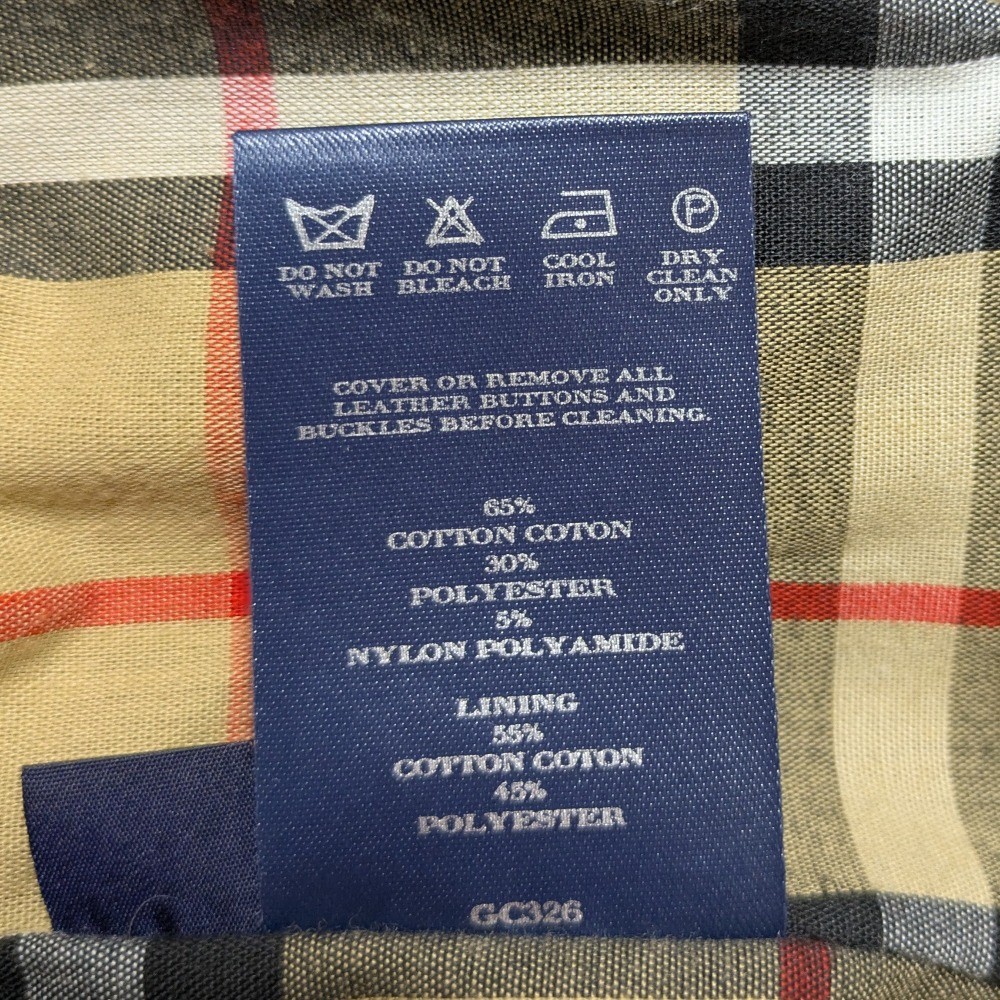 DO NOT WASH
DO NOT BLEACH
COOL IRON
P
DRY CLEAN ONLY
COVER OR REMOVE ALL
LEATHER BUTTONS AND
BUCKLES BEFORE CLEANING.
65%
COTTON COTON
30%
POLYESTER
5%
NYLON POLYAMIDE
LINING
55%
COTTON COTON
45%
POLYESTER
GC326